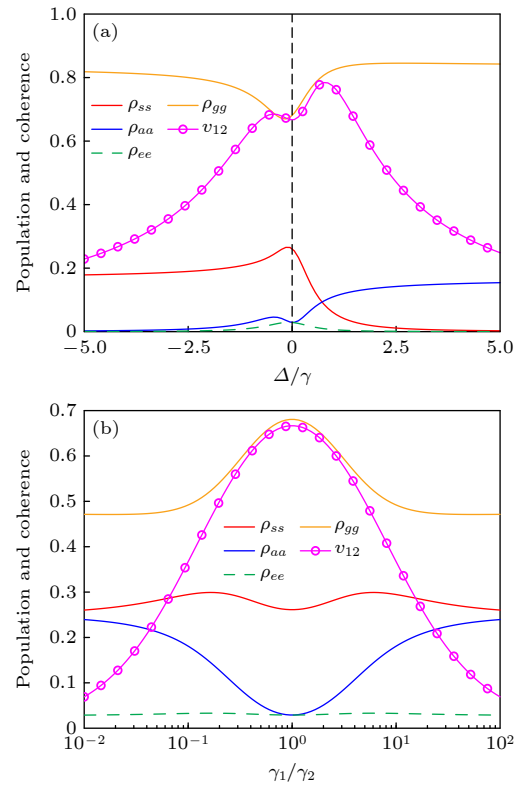 (a)
1.0
0.8
0.6
0.4
0.2
0
Population and coherence
ρss
ρaa
ρee
ρgg
υ12
−5.0
−2.5
0
2.5
5.0
Δ/γ
(b)
0.7
0.6
0.5
0.4
0.3
0.2
0.1
0
Population and coherence
ρss
ρaa
ρee
ρgg
υ12
10−2
10−1
100
101
102
γ1/γ2